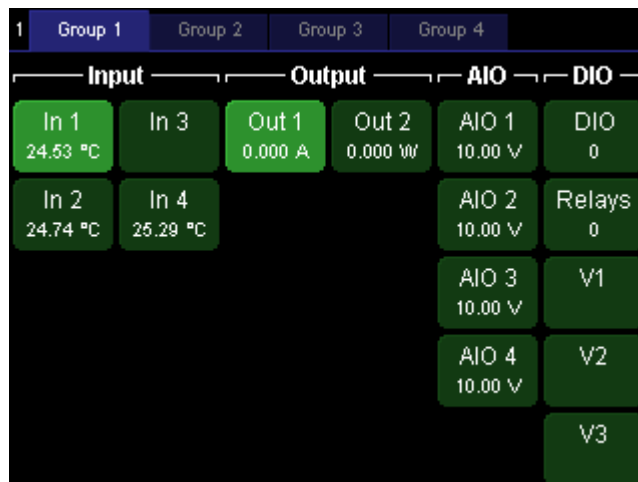 1 Group 1 Group 2 Group 3 Group 4
Input Output AIO DIO
In 1 In 3 Out 1 Out 2 AIO 1 DIO
24.53 °C 0.000 A 0.000 W 10.00 V 0
In 2 In 4 AIO 2 Relays
24.74 °C 25.29 °C 10.00 V 0
AIO 3 V1
10.00 V
AIO 4 V2
10.00 V
V3